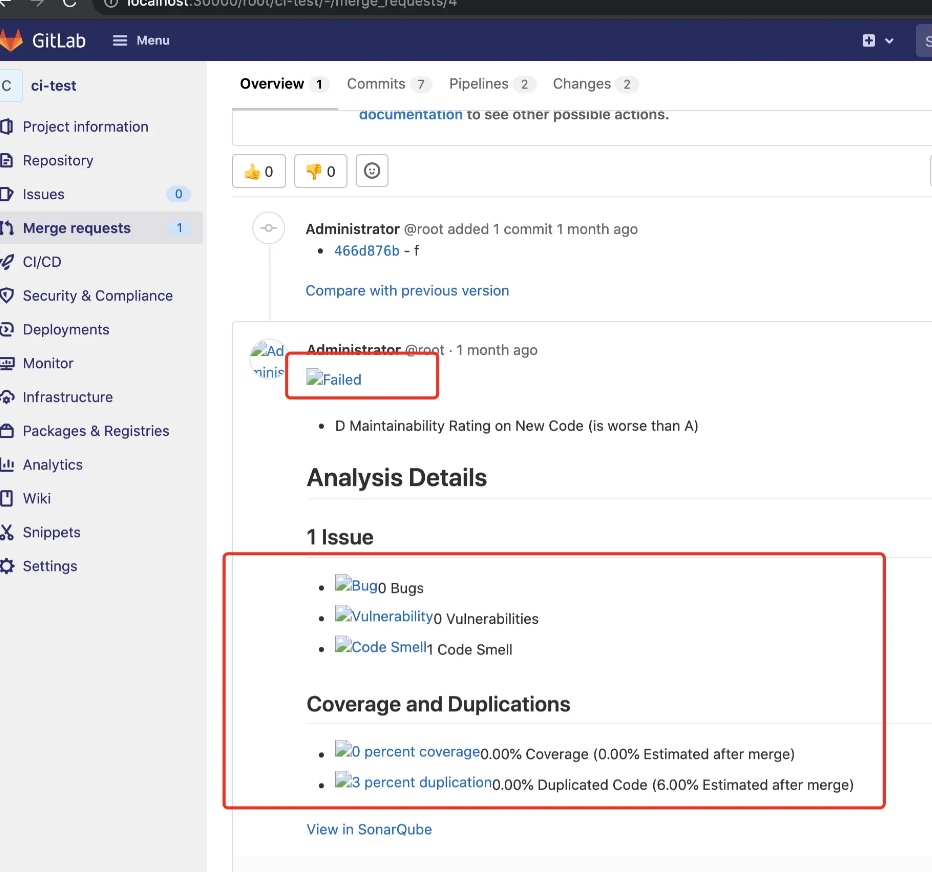 localhost:30000/root/ci-test/-/merge_requests/4
GitLab Menu
C ci-test
Project information
Repository
Issues 0
Merge requests 1
CI/CD
Security & Compliance
Deployments
Monitor
Infrastructure
Packages & Registries
Analytics
Wiki
Snippets
Settings
Overview 1 Commits 7 Pipelines 2 Changes 2
documentation to see other possible actions.
👍 0 👎 0
Administrator @root added 1 commit 1 month ago
• 466d876b - f
Compare with previous version
Ad
minis
Administrator @root · 1 month ago
Failed
• D Maintainability Rating on New Code (is worse than A)
Analysis Details
1 Issue
• Bug0 Bugs
• Vulnerability0 Vulnerabilities
• Code Smell1 Code Smell
Coverage and Duplications
• 0 percent coverage0.00% Coverage (0.00% Estimated after merge)
• 3 percent duplication0.00% Duplicated Code (6.00% Estimated after merge)
View in SonarQube